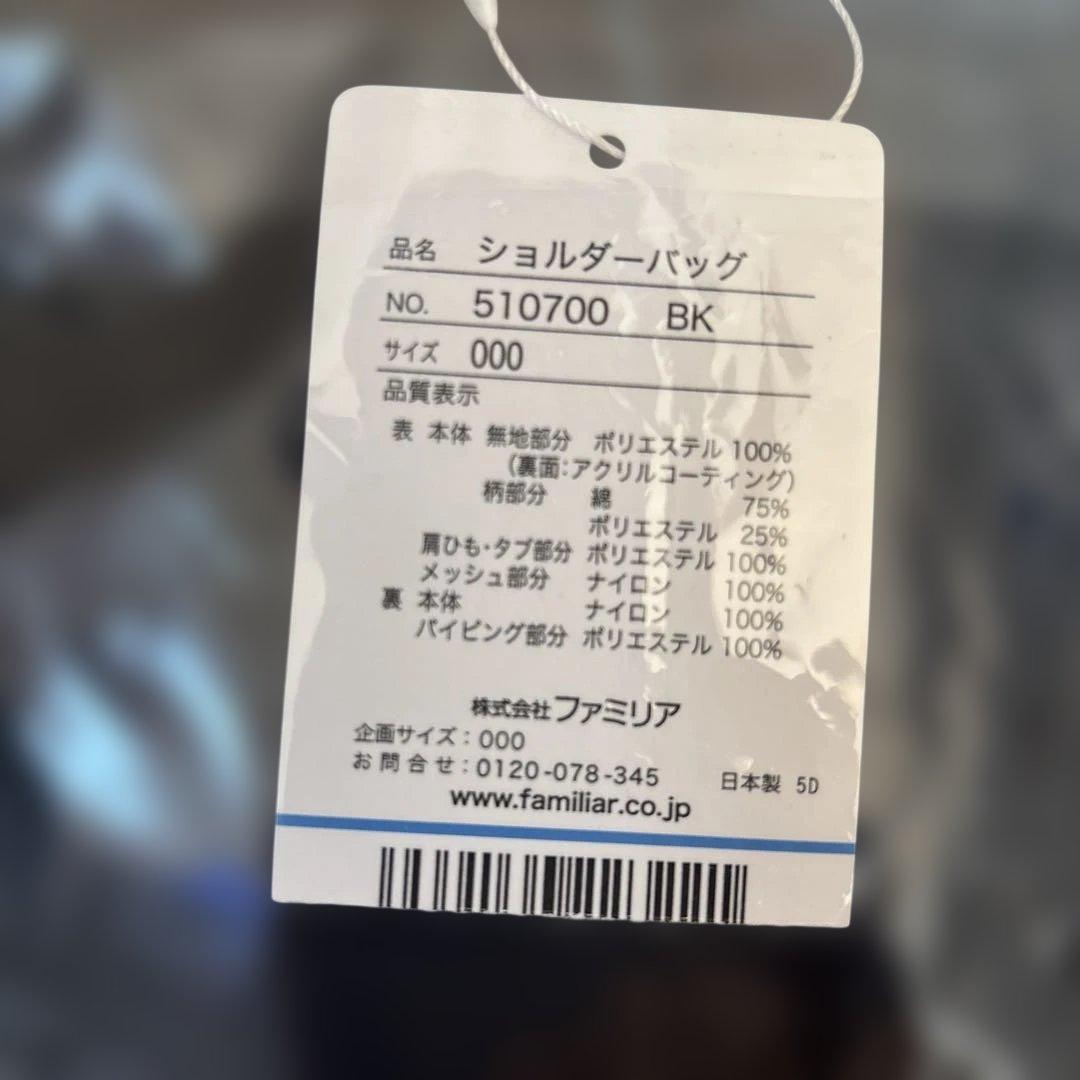 品名 ショルダーバッグ
NO. 510700 BK
サイズ 000
品質表示
表 本体 無地部分 ポリエステル 100%
(裏面:アクリルコーティング)
柄部分 綿 75%
ポリエステル 25%
肩ひも・タブ部分 ポリエステル 100%
メッシュ部分 ナイロン 100%
裏 本体 ナイロン 100%
パイピング部分 ポリエステル 100%
株式会社ファミリア
企画サイズ:000
お問合せ:0120-078-345 日本製 5D
www.familiar.co.jp